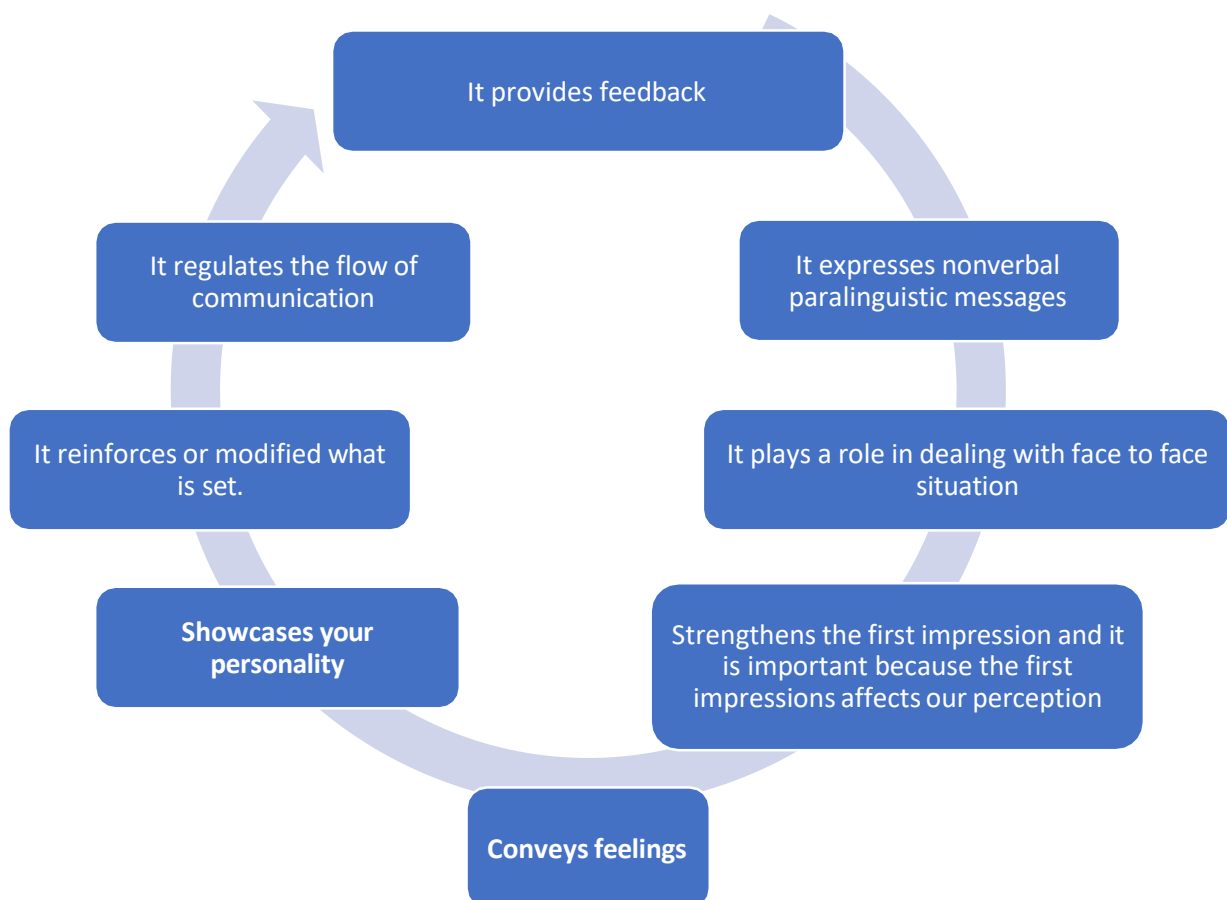 It provides feedback
It expresses nonverbal
paralinguistic messages
It plays a role in dealing with face to face
situation
Strengthens the first impression and it
is important because the first
impressions affects our perception
Conveys feelings
Showcases your
personality
It reinforces or modified what
is set.
It regulates the flow of
communication